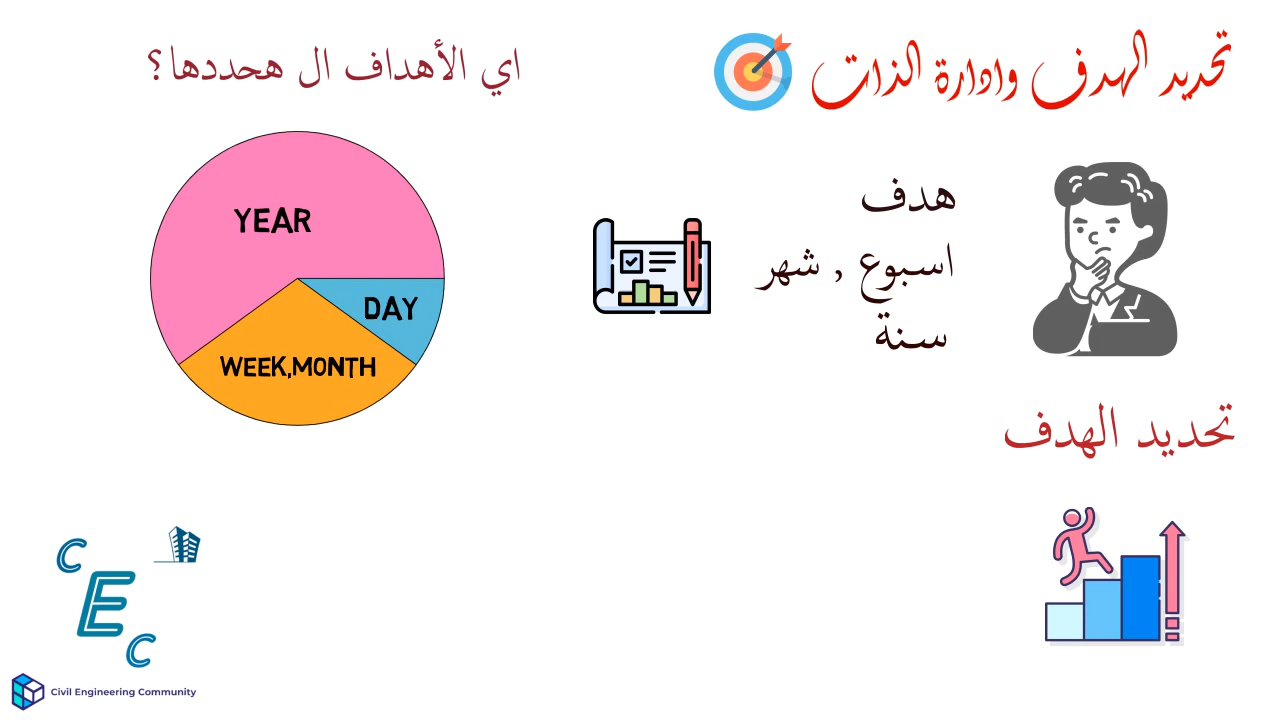 تحديد الهدف وادارة الذات
اي الأهداف ال هحددها؟
هدف
اسبوع , شهر
سنة
YEAR
DAY
WEEK,MONTH
تحديد الهدف
C
E
C
Civil Engineering Community